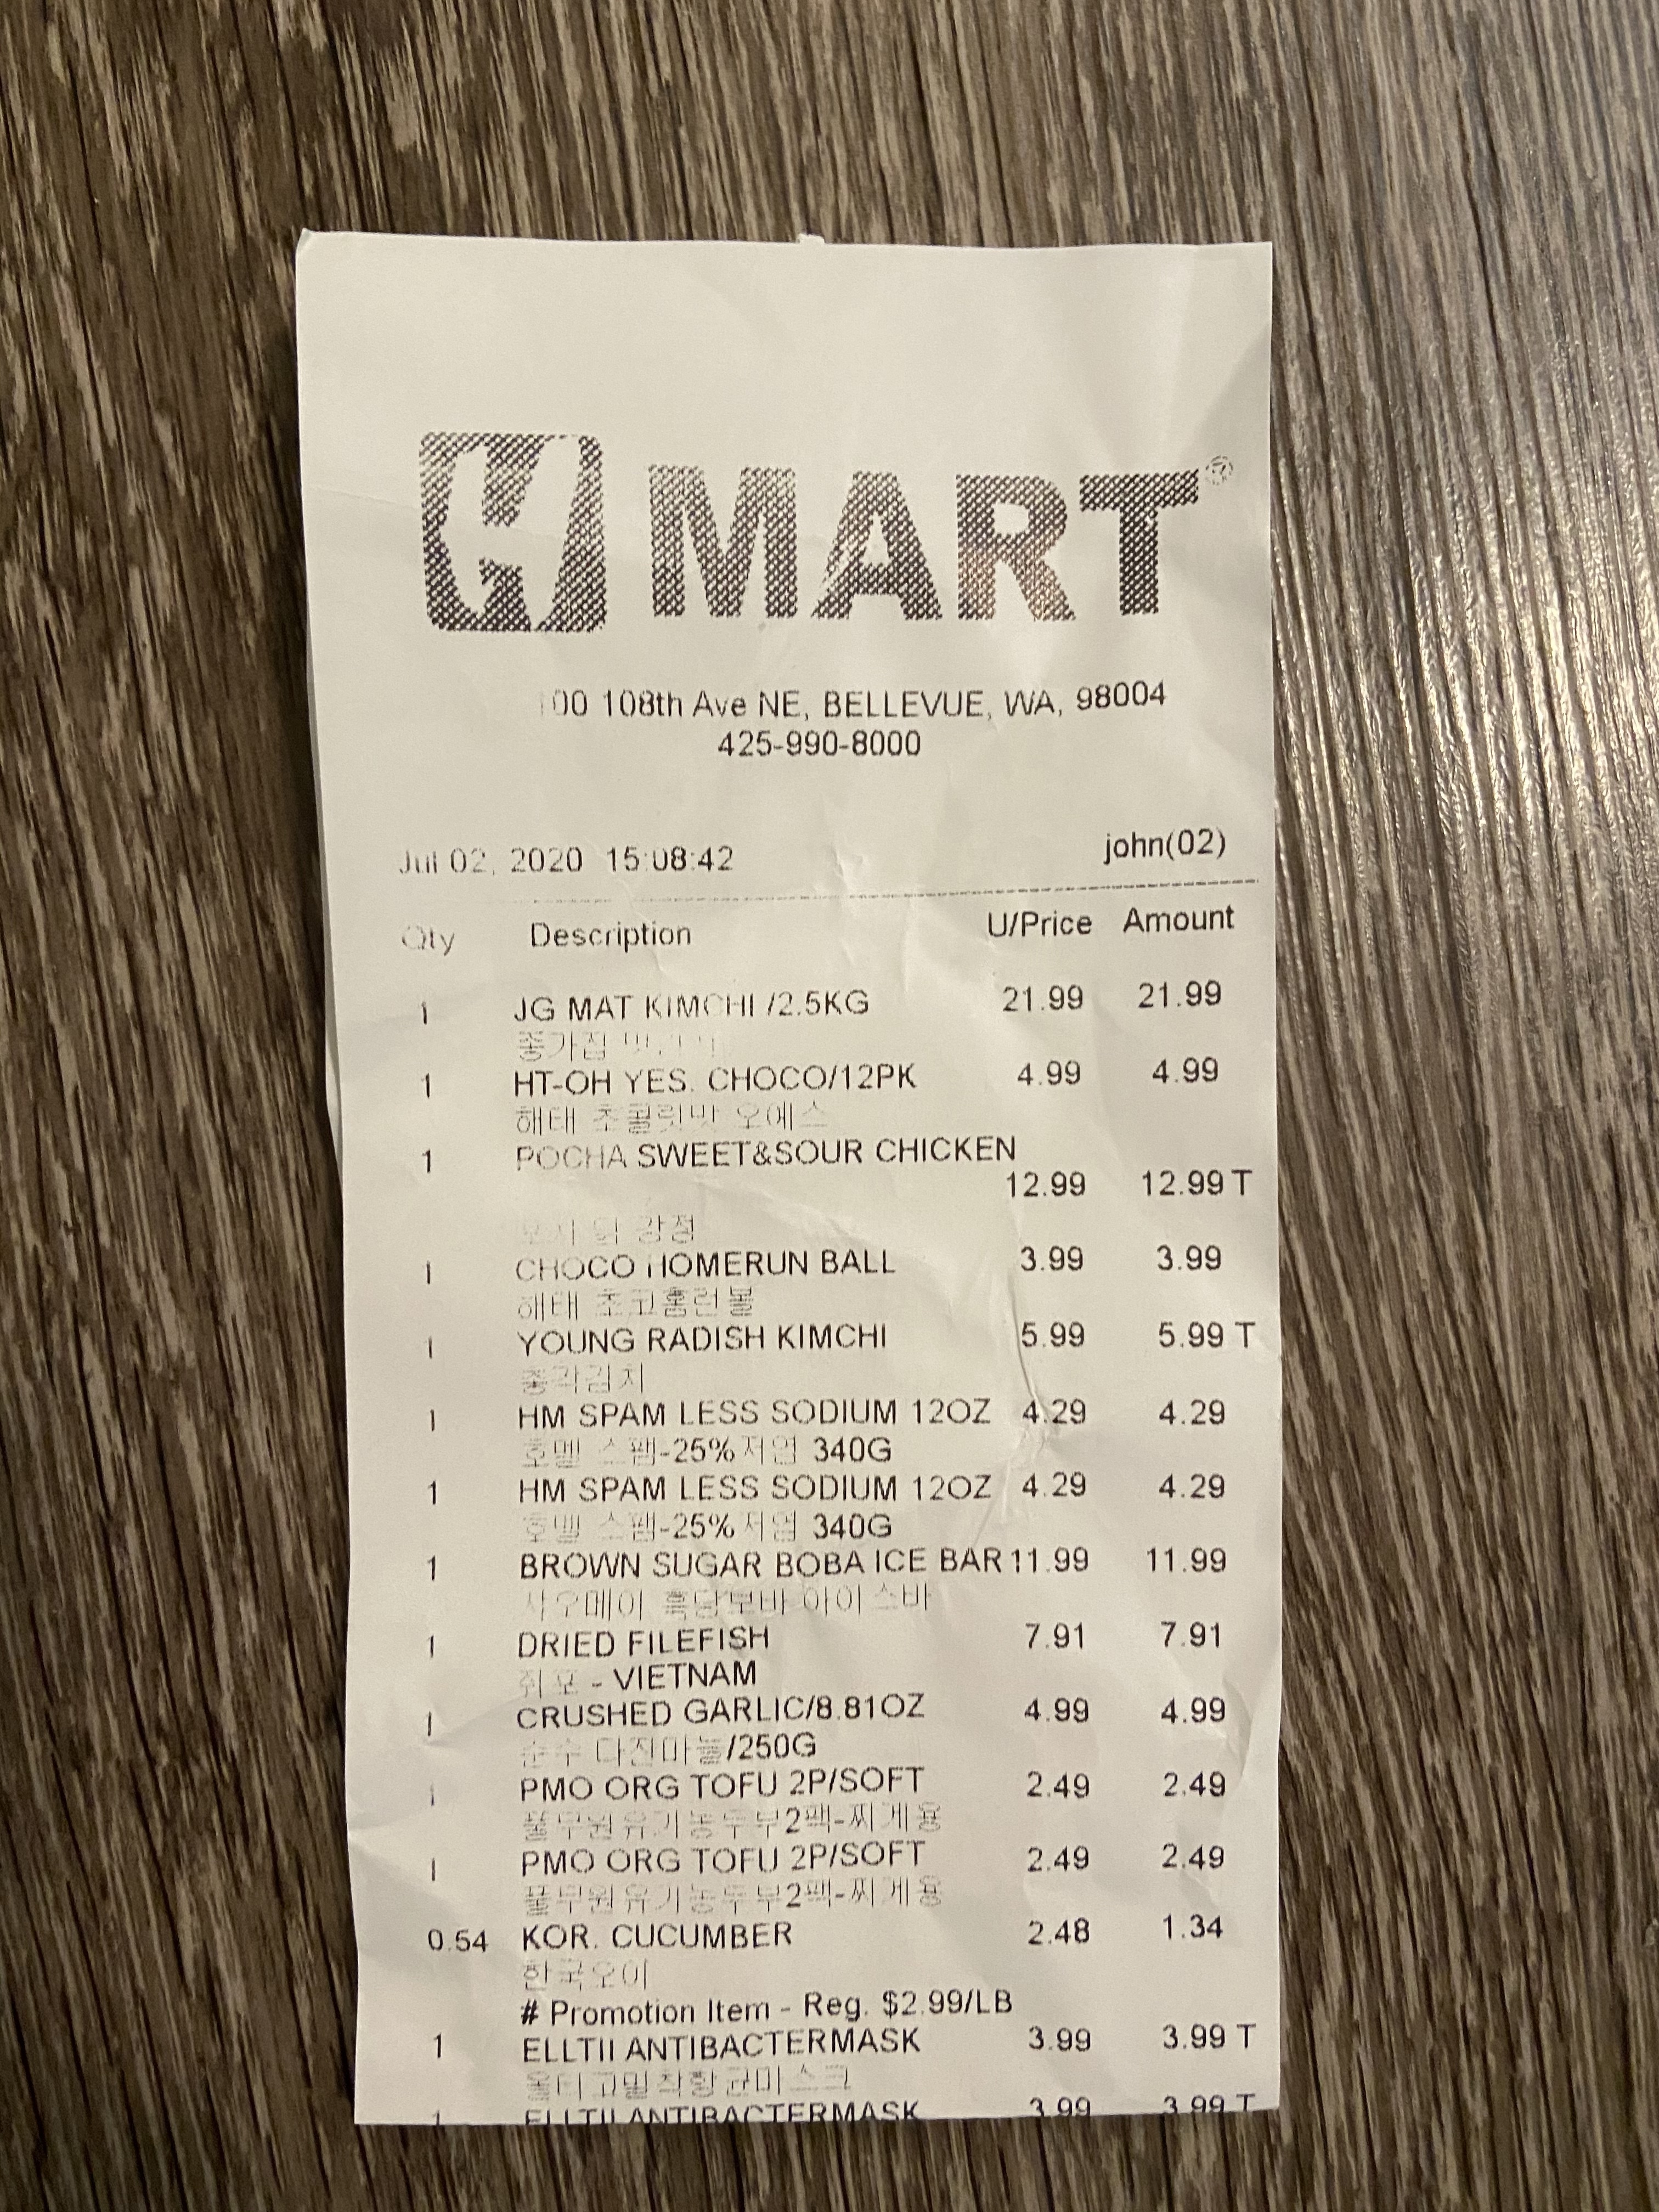 H MART®
100 108th Ave NE, BELLEVUE, WA, 98004
425-990-8000
Jul 02, 2020 15:08:42 john(02)
Qty Description U/Price Amount
1 JG MAT KIMCHI /2.5KG 21.99 21.99
종가집
1 HT-OH YES. CHOCO/12PK 4.99 4.99
해태 초콜릿맛 오예스
1 POCHA SWEET&SOUR CHICKEN
12.99 12.99 T
닭 강정
1 CHOCO HOMERUN BALL 3.99 3.99
해태 초코홈런볼
1 YOUNG RADISH KIMCHI 5.99 5.99 T
총각김치
1 HM SPAM LESS SODIUM 12OZ 4.29 4.29
호멜 스팸-25%저염 340G
1 HM SPAM LESS SODIUM 12OZ 4.29 4.29
호멜 스팸-25%저염 340G
1 BROWN SUGAR BOBA ICE BAR 11.99 11.99
샤오메이 흑당보바 아이스바
1 DRIED FILEFISH 7.91 7.91
쥐포 - VIETNAM
1 CRUSHED GARLIC/8.81OZ 4.99 4.99
순수 다진마늘/250G
1 PMO ORG TOFU 2P/SOFT 2.49 2.49
풀무원유기농두부2팩-찌게용
1 PMO ORG TOFU 2P/SOFT 2.49 2.49
풀무원유기농두부2팩-찌게용
0.54 KOR. CUCUMBER 2.48 1.34
한국오이
# Promotion Item - Reg. $2.99/LB
1 ELLTII ANTIBACTERMASK 3.99 3.99 T
올티 고밀착항균마스크
1 ELLTII ANTIBACTERMASK 3.99 3.99 T